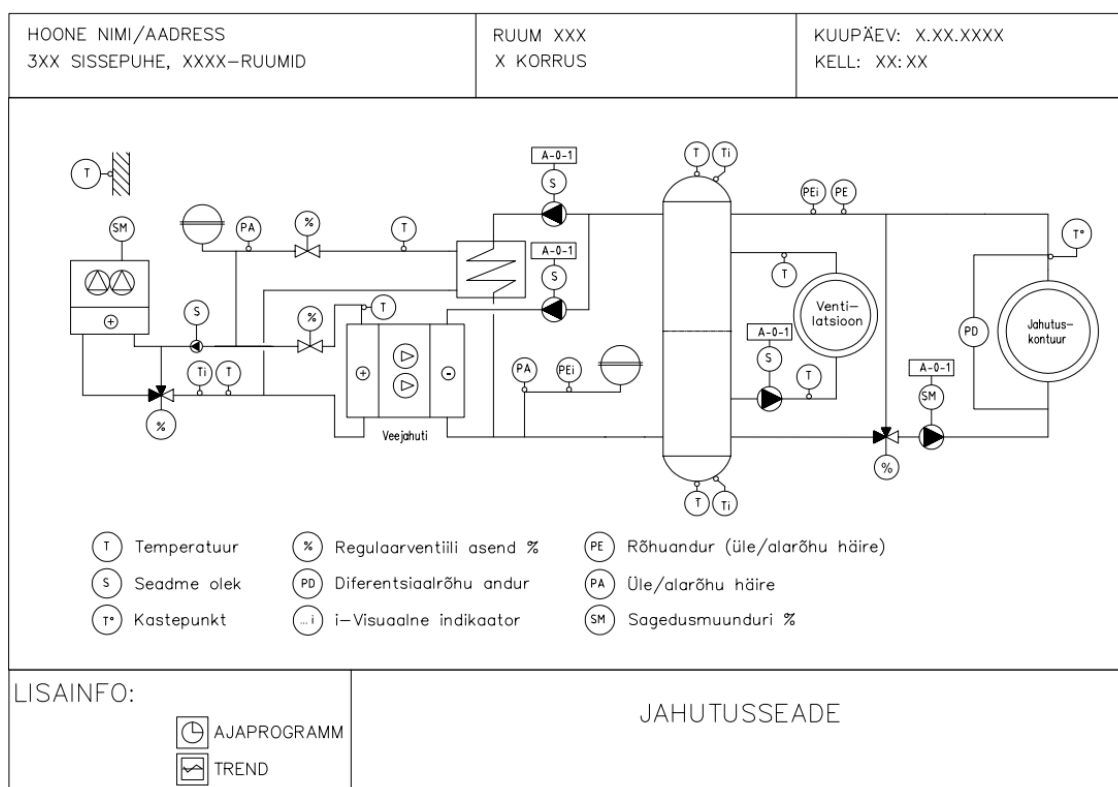 HOONE NIMI/AADRESS
3XX SISSEPUHE, XXXX-RUUMID
RUUM XXX
X KORRUS
KUUPÄEV: X.XX.XXXX
KELL: XX:XX
A-0-1
T
Ti
S
T
PEi
PE
SM
%
PA
T
T°
A-0-1
S
T
S
%
T
Venti-
latsioon
Jahutus-
kontuur
PD
A-0-1
PA
PEi
Ti
T
S
T
A-0-1
SM
%
Veejahuti
%
T
Ti
T Temperatuur
% Regulaarventiili asend %
PE Rõhuandur (üle/alarõhu häire)
S Seadme olek
PD Diferentsiaalrõhu andur
PA Üle/alarõhu häire
T° Kastepunkt
...i i-Visuaalne indikaator
SM Sagedusmuunduri %
LISAINFO:
AJAPROGRAMM
TREND
JAHUTUSSEADE